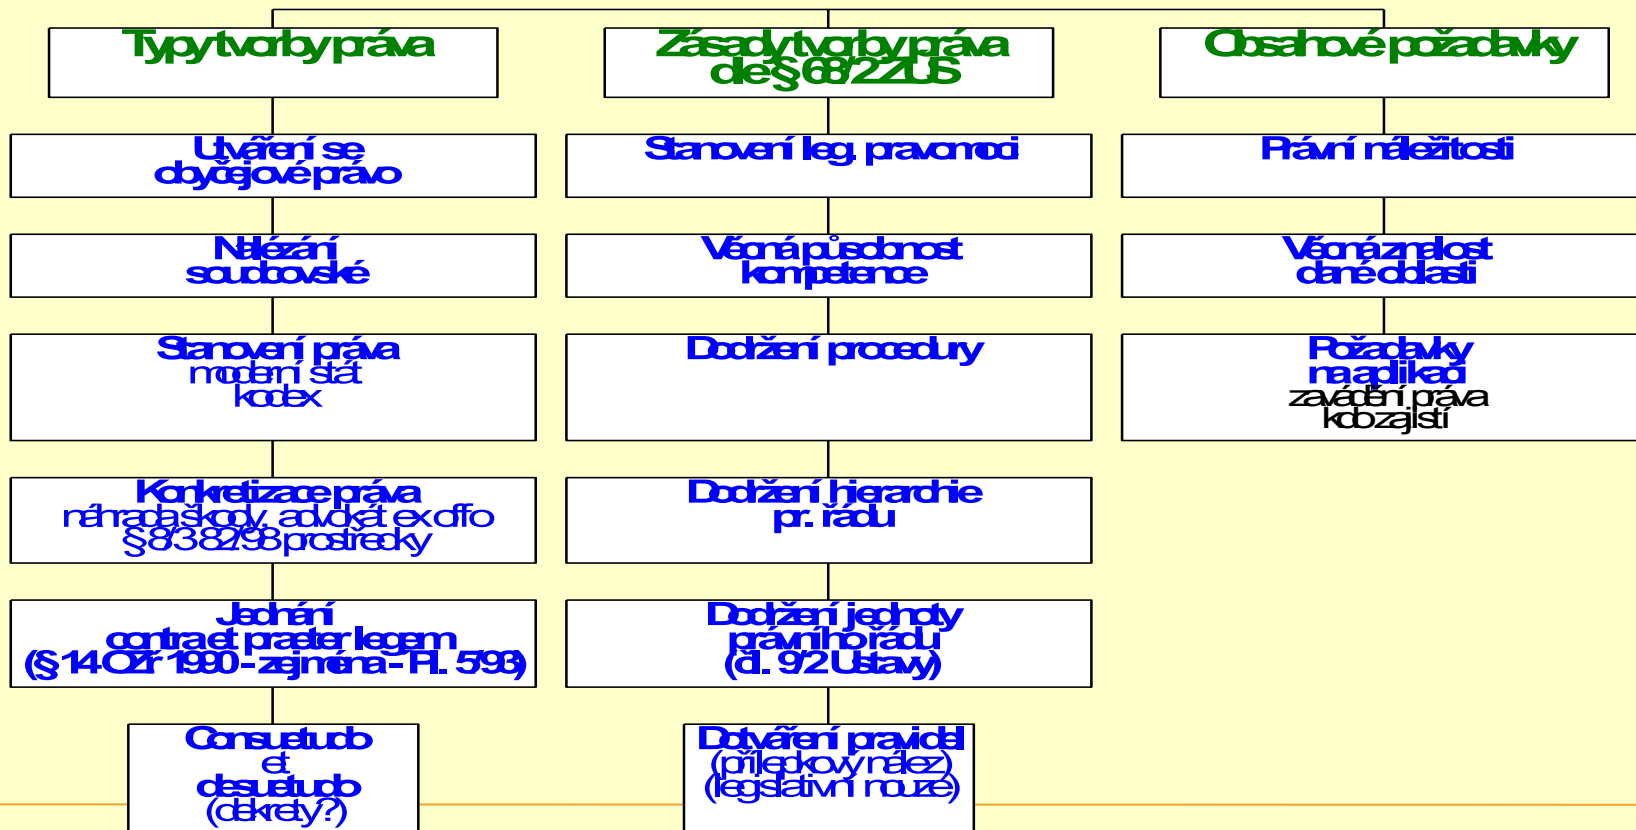 Typy tvorby práva
Utváření se
obyčejové právo
Nalézání
soudcovské
Stanovení práva
moderní stát
kodex
Konkretizace práva
náhrada škody, advokát ex offo
§ 8/3 82/98 prostředky
Jednání
contra et praeter legem
(§ 14 OZř 1990 - zejména - Pl. 5/93)
Consuetudo
et
desuetudo
(dekrety?)
Zásady tvorby práva
dle § 68/2 ZUS
Stanovení leg. pravomoci
Věcná působnost
kompetence
Dodržení procedury
Dodržení hierarchie
pr. řádu
Dodržení jednoty
právního řádu
(čl. 9/2 Ústavy)
Dotváření pravidel
(přílepkový nález)
(legislativní nouze)
Obsahové požadavky
Právní náležitosti
Věcná znalost
dané oblasti
Požadavky
na aplikaci
zavádění práva
kdo zajistí